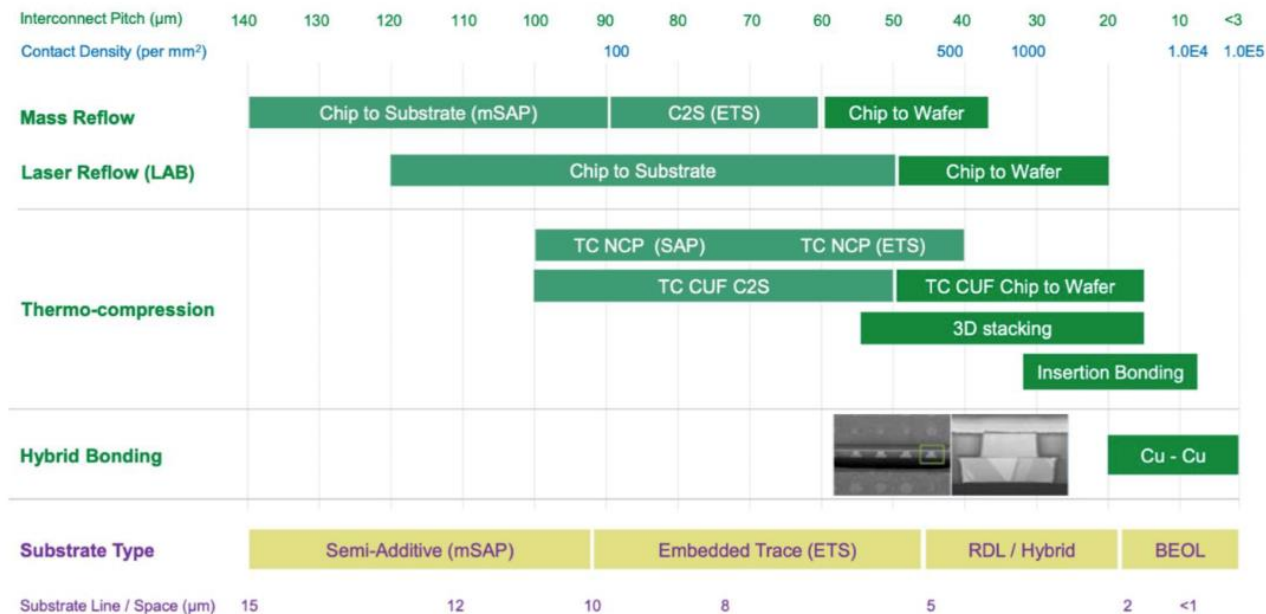 Interconnect Pitch (µm) 140 130 120 110 100 90 80 70 60 50 40 30 20 10 <3
Contact Density (per mm²) 100 500 1000 1.0E4 1.0E5
Mass Reflow Chip to Substrate (mSAP) C2S (ETS) Chip to Wafer
Laser Reflow (LAB) Chip to Substrate Chip to Wafer
TC NCP (SAP) TC NCP (ETS)
TC CUF C2S TC CUF Chip to Wafer
Thermo-compression
3D stacking
Insertion Bonding
Hybrid Bonding Cu - Cu
Substrate Type Semi-Additive (mSAP) Embedded Trace (ETS) RDL / Hybrid BEOL
Substrate Line / Space (µm) 15 12 10 8 5 2 <1